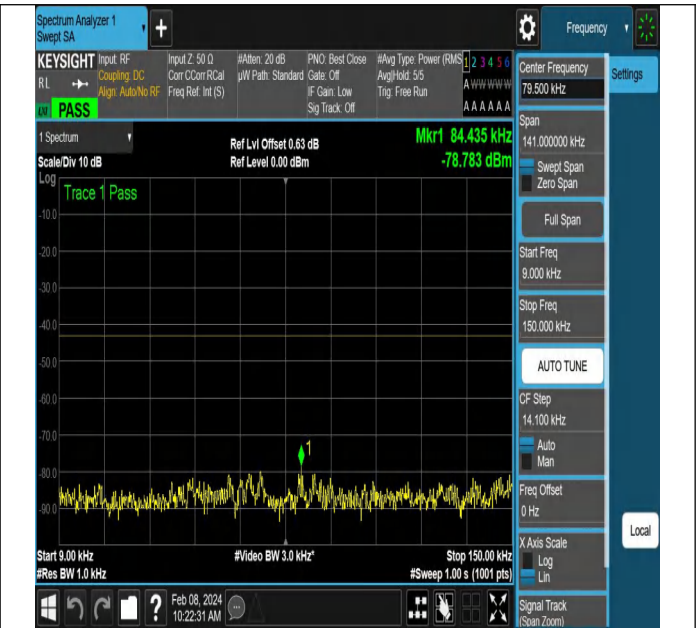 Spectrum Analyzer 1
Swept SA
+
Frequency
KEYSIGHT
RL
PASS
Input: RF
Coupling: DC
Align: Auto/No RF
Input Z: 50 Ω
Corr CCorr RCal
Freq Ref: Int (S)
#Atten: 20 dB
µW Path: Standard
PNO: Best Close
Gate: Off
IF Gain: Low
Sig Track: Off
#Avg Type: Power (RMS
Avg|Hold: 5/5
Trig: Free Run
1 2 3 4 5 6
A W W W W W
A A A A A A
1 Spectrum
Scale/Div 10 dB
Ref Lvl Offset 0.63 dB
Ref Level 0.00 dBm
Mkr1 84.435 kHz
-78.783 dBm
Log
Trace 1 Pass
-10.0
-20.0
-30.0
-40.0
-50.0
-60.0
-70.0
-80.0
-90.0
1
Start 9.00 kHz
#Res BW 1.0 kHz
#Video BW 3.0 kHz*
Stop 150.00 kHz
#Sweep 1.00 s (1001 pts)
Feb 08, 2024
10:22:31 AM
?
Center Frequency
79.500 kHz
Settings
Span
141.000000 kHz
Swept Span
Zero Span
Full Span
Start Freq
9.000 kHz
Stop Freq
150.000 kHz
AUTO TUNE
CF Step
14.100 kHz
Auto
Man
Freq Offset
0 Hz
X Axis Scale
Log
Lin
Signal Track
(Span Zoom)
Local